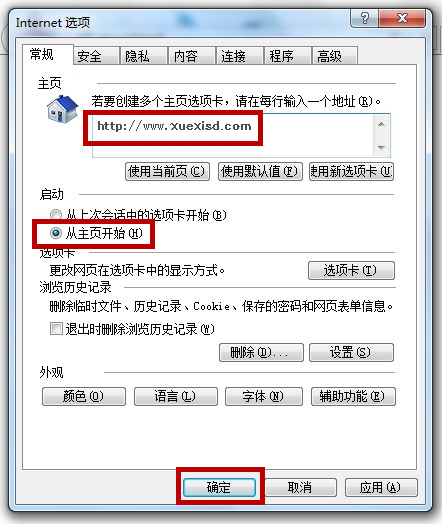 Internet 选项
常规 安全 隐私 内容 连接 程序 高级
主页
若要创建多个主页选项卡，请在每行输入一个地址(R)。
http://www.XueXisd.com
使用当前页(C) 使用默认值(F) 使用新选项卡(U)
启动
从上次会话中的选项卡开始(B)
从主页开始(H)
选项卡
更改网页在选项卡中的显示方式。 选项卡(T)
浏览历史记录
删除临时文件、历史记录、Cookie、保存的密码和网页表单信息。
退出时删除浏览历史记录(W)
删除(D)... 设置(S)
外观
颜色(O) 语言(L) 字体(N) 辅助功能(E)
确定 取消 应用(A)